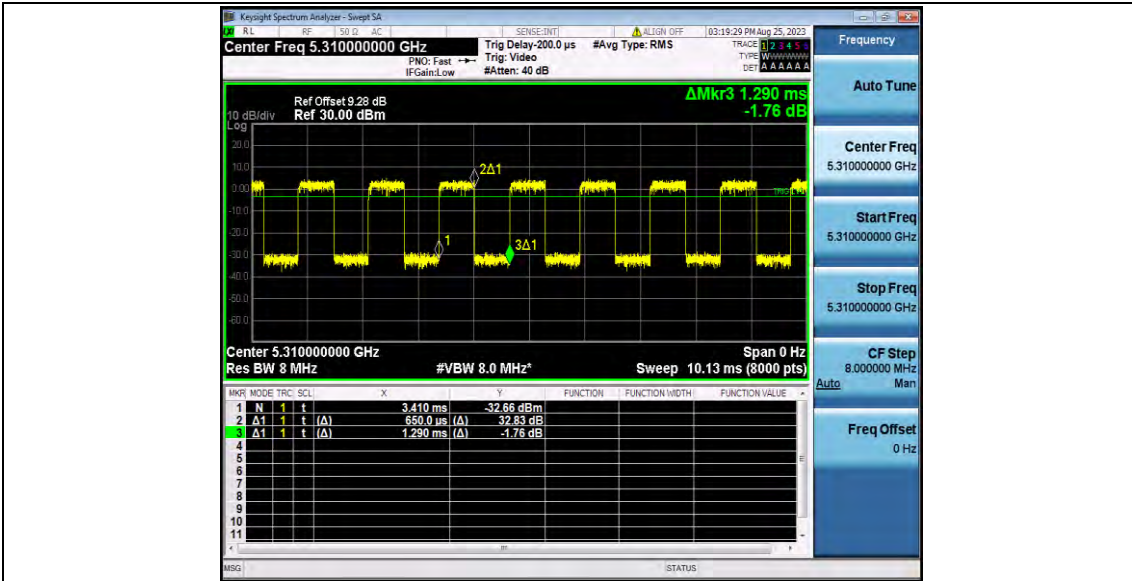 Keysight Spectrum Analyzer - Swept SA
RL RF 50 Ω AC SENSE:INT ALIGN OFF 03:19:29 PM Aug 25, 2023
Center Freq 5.310000000 GHz
PNO: Fast
IFGain:Low
Trig Delay-200.0 µs
Trig: Video
#Atten: 40 dB
#Avg Type: RMS
TRACE 1 2 3 4 5 6
TYPE W
DET A A A A A A
Ref Offset 9.28 dB
10 dB/div Ref 30.00 dBm
Log
ΔMkr3 1.290 ms
-1.76 dB
20.0
10.0
0.00
-10.0
-20.0
-30.0
-40.0
-50.0
-60.0
2Δ1
1
3Δ1
Center 5.310000000 GHz Span 0 Hz
Res BW 8 MHz #VBW 8.0 MHz* Sweep 10.13 ms (8000 pts)
MKR MODE TRC SCL X Y FUNCTION FUNCTION WIDTH FUNCTION VALUE
1 N 1 t 3.410 ms -32.66 dBm
2 Δ1 1 t (Δ) 650.0 µs (Δ) 32.83 dB
3 Δ1 1 t (Δ) 1.290 ms (Δ) -1.76 dB
4
5
6
7
8
9
10
11
MSG STATUS
Frequency
Auto Tune
Center Freq
5.310000000 GHz
Start Freq
5.310000000 GHz
Stop Freq
5.310000000 GHz
CF Step
8.000000 MHz
Auto Man
Freq Offset
0 Hz